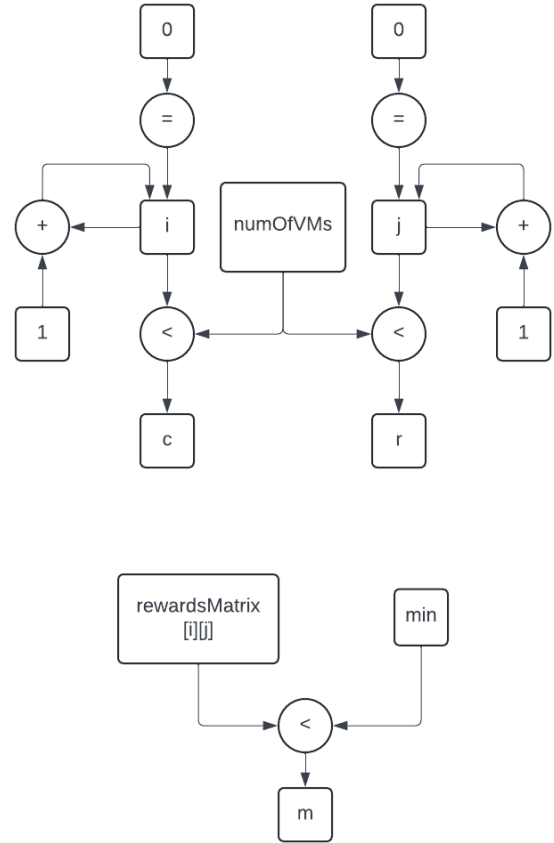 0
0
=
=
+
i
numOfVMs
j
+
1
<
<
1
c
r
rewardsMatrix
[i][j]
min
<
m